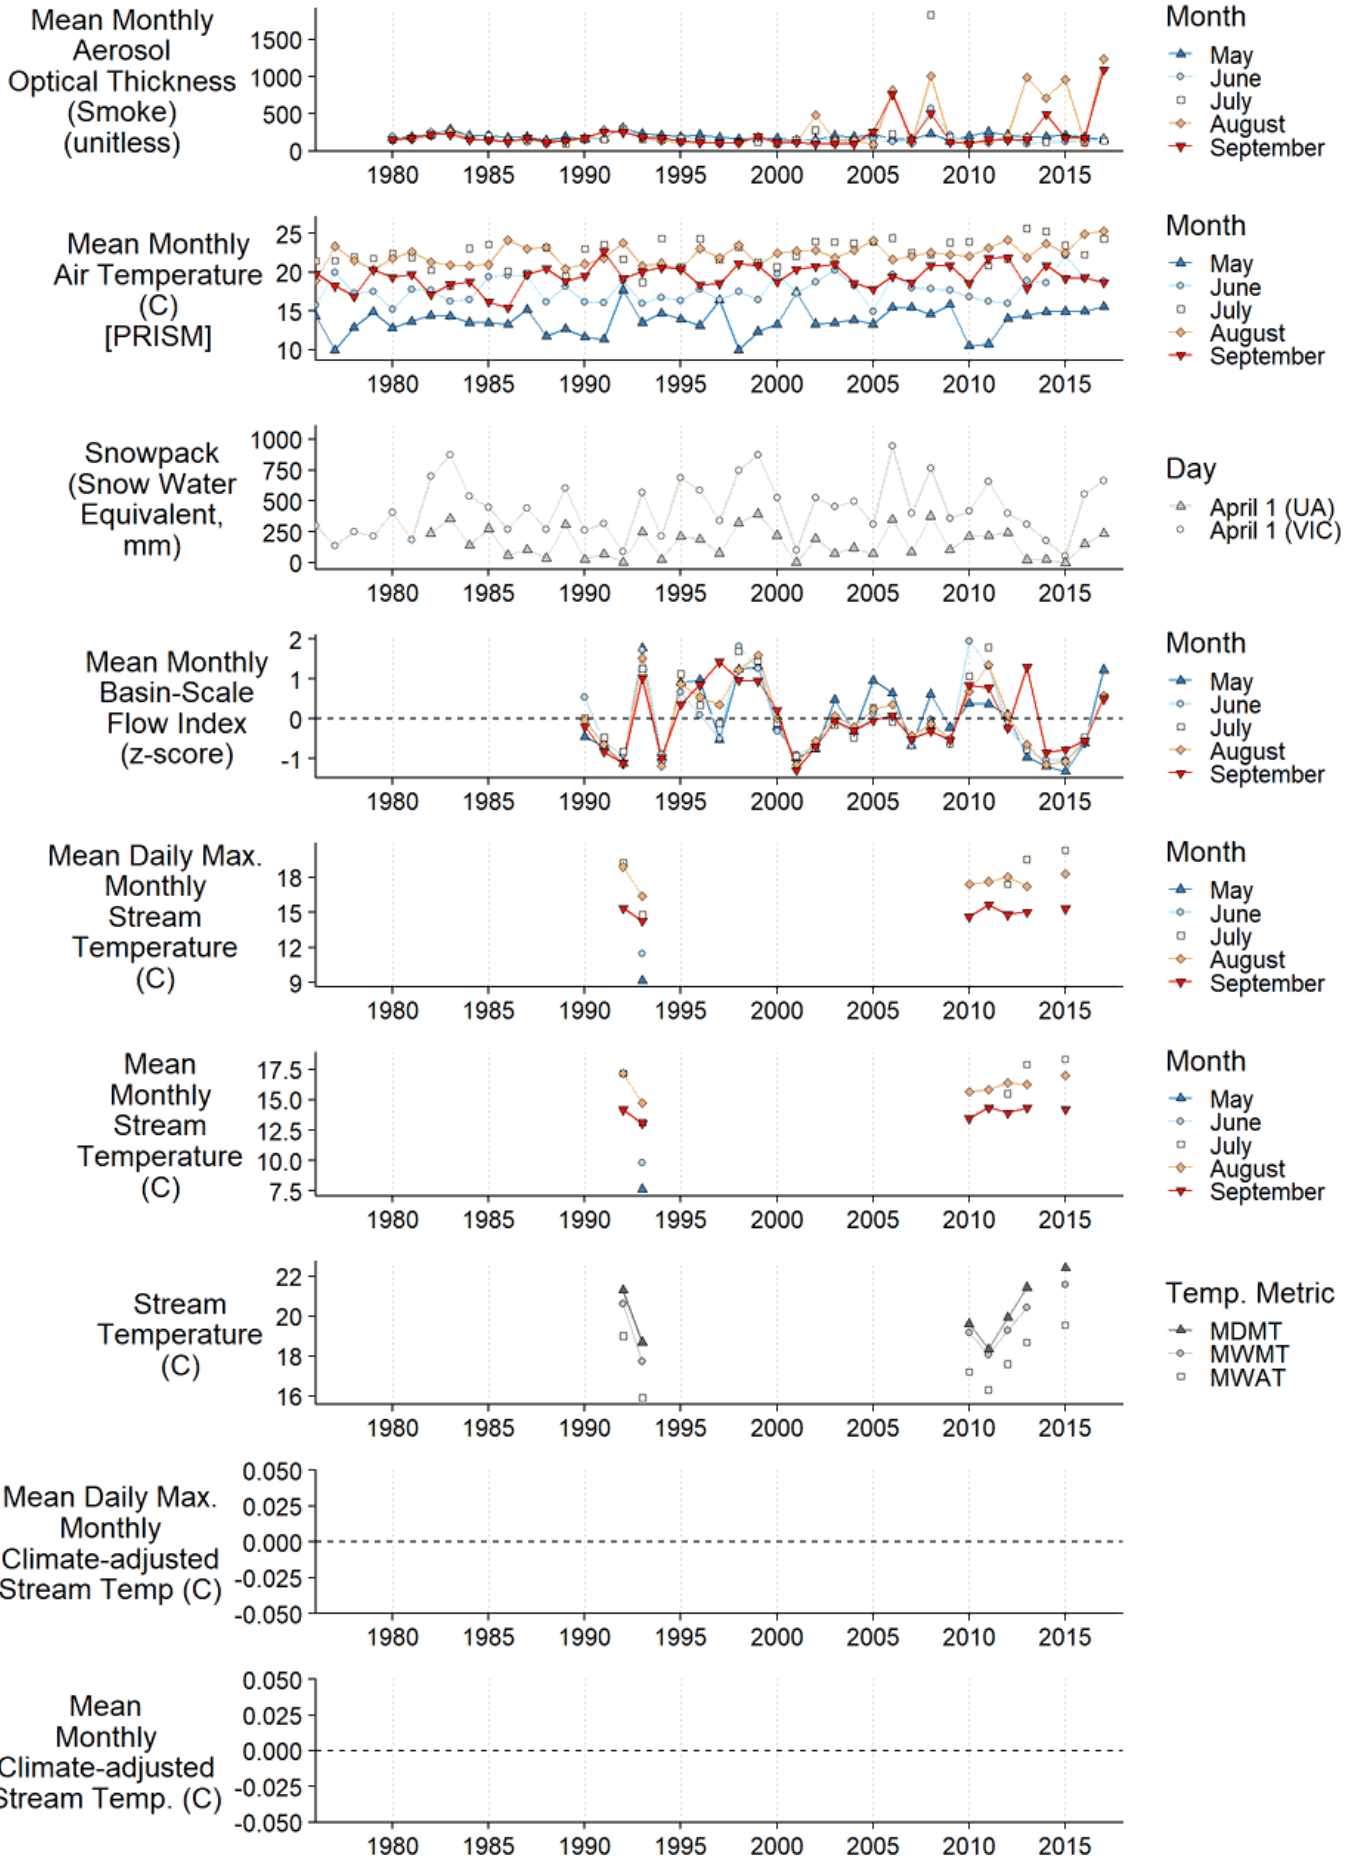 Mean Monthly
Aerosol
Optical Thickness
(Smoke)
(unitless)
1500
1000
500
0
1980 1985 1990 1995 2000 2005 2010 2015
Month
May
June
July
August
September
Mean Monthly
Air Temperature
(C)
[PRISM]
25
20
15
10
1980 1985 1990 1995 2000 2005 2010 2015
Month
May
June
July
August
September
Snowpack
(Snow Water
Equivalent,
mm)
1000
750
500
250
0
1980 1985 1990 1995 2000 2005 2010 2015
Day
April 1 (UA)
April 1 (VIC)
Mean Monthly
Basin-Scale
Flow Index
(z-score)
2
1
0
-1
1980 1985 1990 1995 2000 2005 2010 2015
Month
May
June
July
August
September
Mean Daily Max.
Monthly
Stream
Temperature
(C)
18
15
12
9
1980 1985 1990 1995 2000 2005 2010 2015
Month
May
June
July
August
September
Mean
Monthly
Stream
Temperature
(C)
17.5
15.0
12.5
10.0
7.5
1980 1985 1990 1995 2000 2005 2010 2015
Month
May
June
July
August
September
Stream
Temperature
(C)
22
20
18
16
1980 1985 1990 1995 2000 2005 2010 2015
Temp. Metric
MDMT
MWMT
MWAT
Mean Daily Max.
Monthly
Climate-adjusted
Stream Temp (C)
0.050
0.025
0.000
-0.025
-0.050
1980 1985 1990 1995 2000 2005 2010 2015
Mean
Monthly
Climate-adjusted
Stream Temp. (C)
0.050
0.025
0.000
-0.025
-0.050
1980 1985 1990 1995 2000 2005 2010 2015